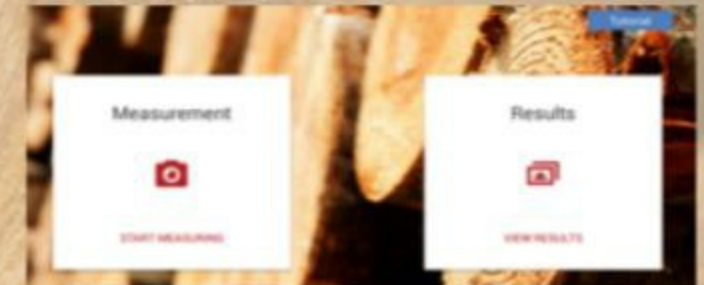 Tutorial
Measurement
Results
START MEASURING
VIEW RESULTS